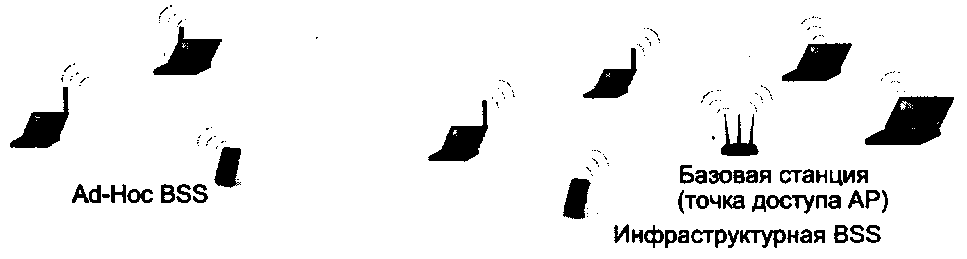 Ad-Hoc BSS
Базовая станция
(точка доступа AP)
Инфраструктурная BSS